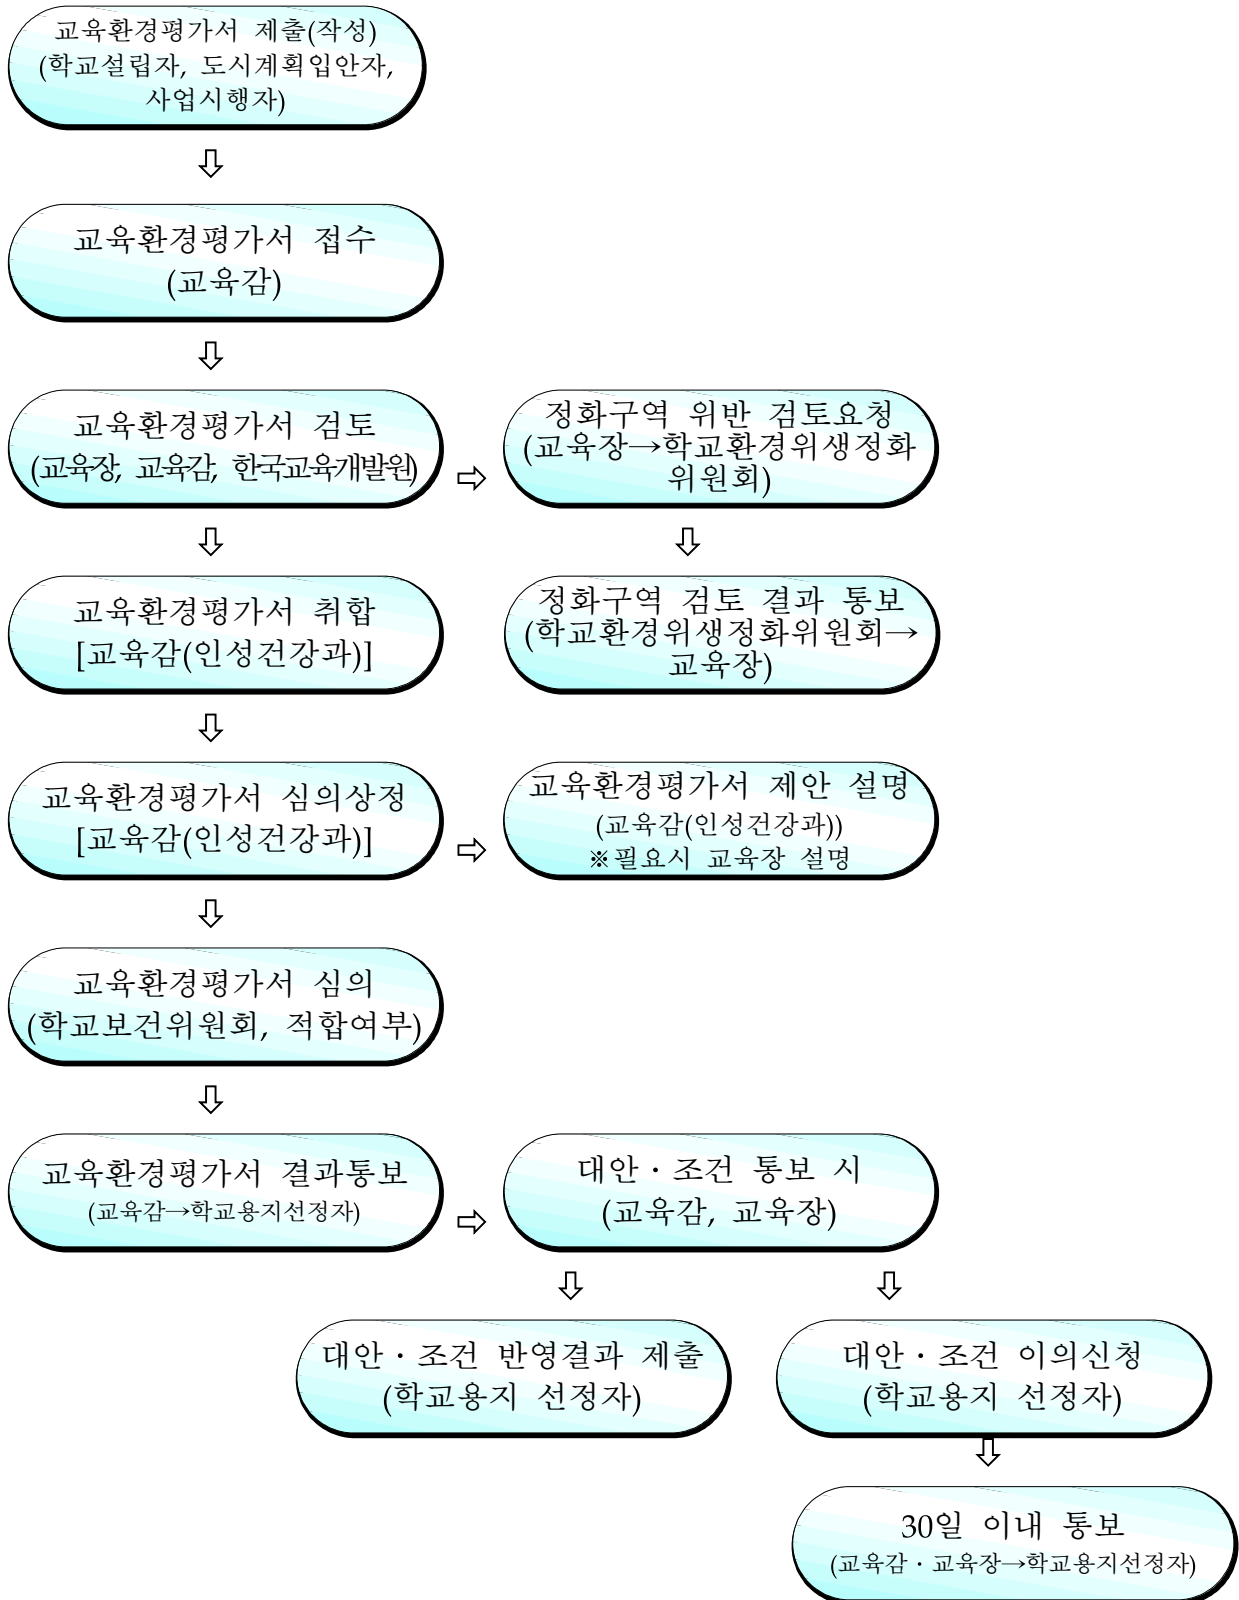 교육환경평가서 제출(작성)
(학교설립자, 도시계획입안자,
사업시행자)
⇩
교육환경평가서 접수
(교육감)
⇩
교육환경평가서 검토
(교육장, 교육감, 한국교육개발원)
⇨
정화구역 위반 검토요청
(교육장→학교환경위생정화
위원회)
⇩
⇩
교육환경평가서 취합
[교육감(인성건강과)]
정화구역 검토 결과 통보
(학교환경위생정화위원회→
교육장)
⇩
교육환경평가서 심의상정
[교육감(인성건강과)]
⇨
교육환경평가서 제안 설명
(교육감(인성건강과))
※필요시 교육장 설명
⇩
교육환경평가서 심의
(학교보건위원회, 적합여부)
⇩
교육환경평가서 결과통보
(교육감→학교용지선정자)
⇨
대안 · 조건 통보 시
(교육감, 교육장)
⇩
⇩
대안 · 조건 반영결과 제출
(학교용지 선정자)
대안 · 조건 이의신청
(학교용지 선정자)
⇩
30일 이내 통보
(교육감 · 교육장→학교용지선정자)